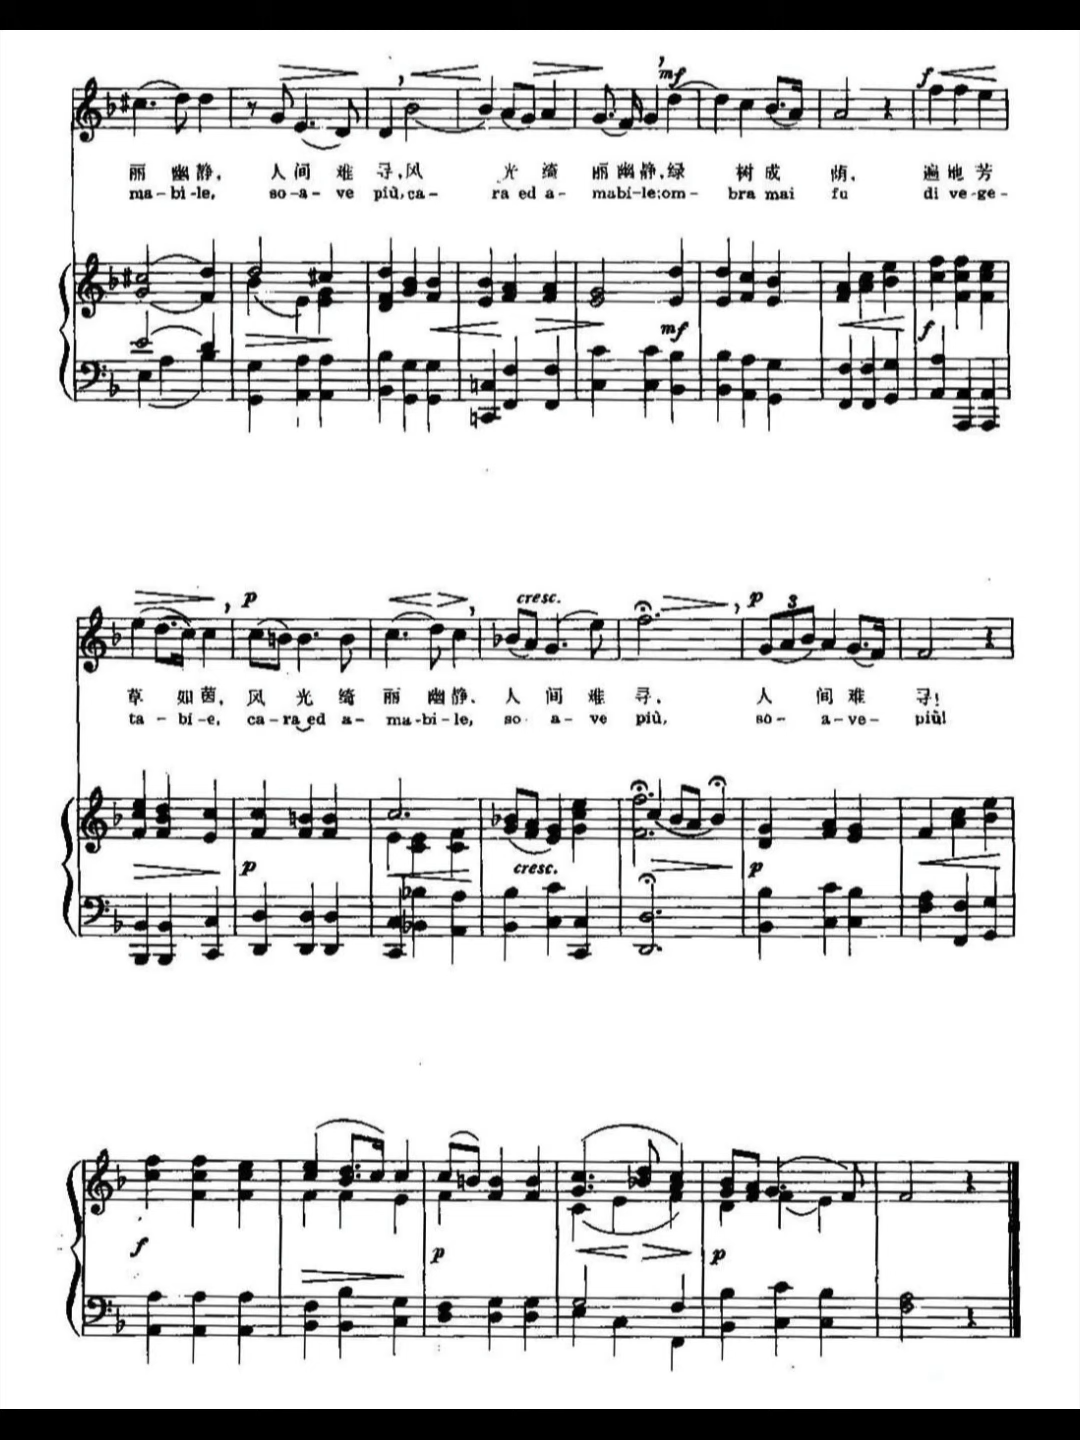 mf f
丽 幽静, 人间 难 寻,风 光 绮 丽幽静,绿 树成 荫, 遍地芳
ma-bi-le, so-a-ve più,ca- ra ed a- mabi-le;om- bra mai fu di ve-ge-
mf f
p cresc. p 3
草 如茵, 风 光 绮 丽 幽静, 人 间 难 寻, 人 间 难 寻!
ta- bi-e, ca-ra ed a- ma-bi-le, so- a-ve più, so- a-ve- più!
p cresc. p
f p p